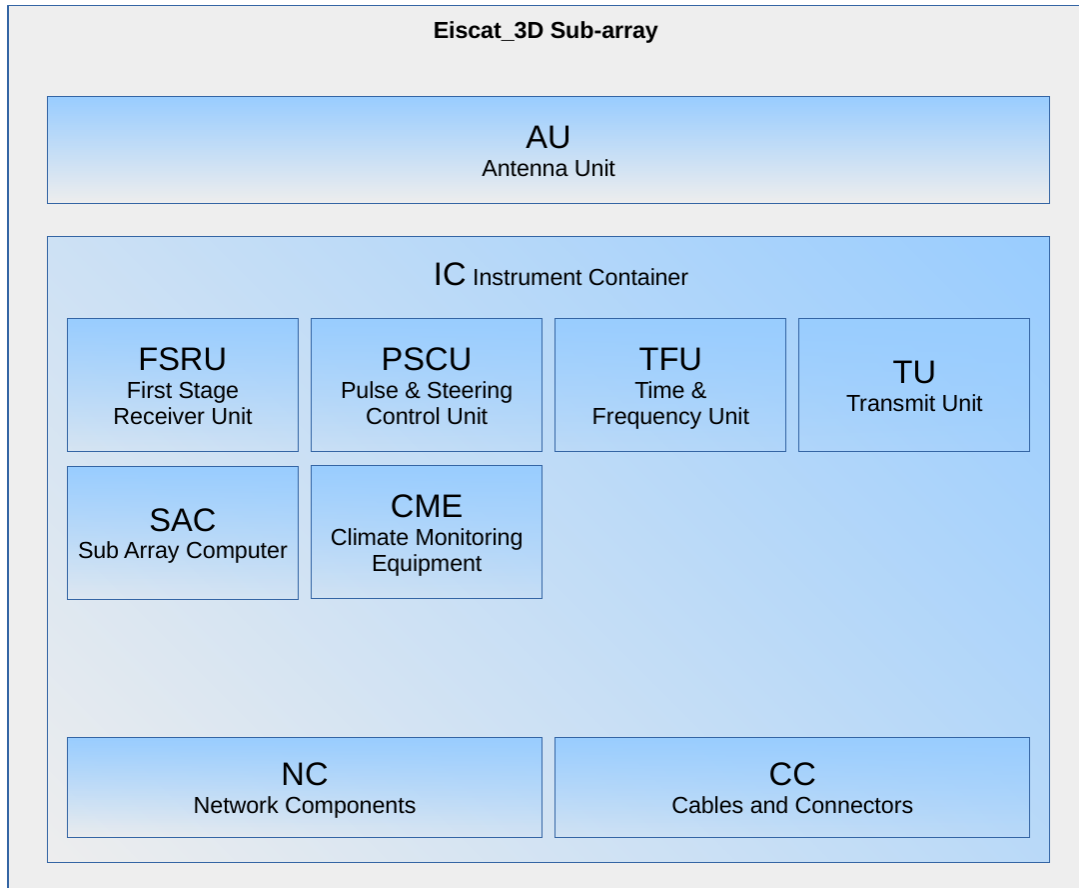 Eiscat_3D Sub-array
AU
Antenna Unit
IC Instrument Container
FSRU
First Stage
Receiver Unit
PSCU
Pulse & Steering
Control Unit
TFU
Time &
Frequency Unit
TU
Transmit Unit
SAC
Sub Array Computer
CME
Climate Monitoring
Equipment
NC
Network Components
CC
Cables and Connectors